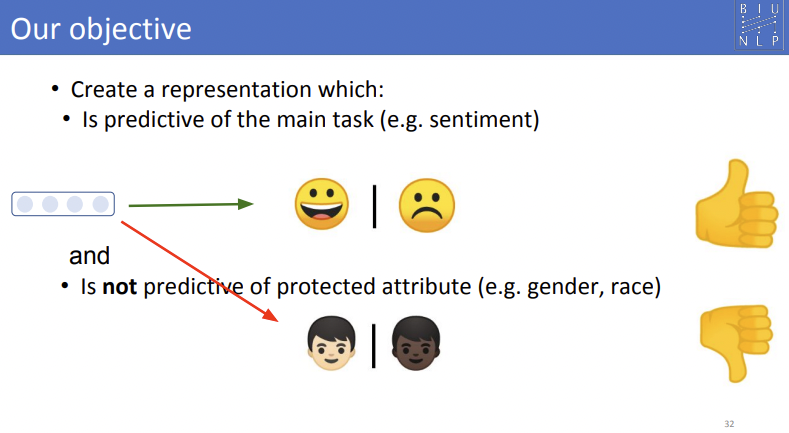 Our objective
B I U
N L P
• Create a representation which:
• Is predictive of the main task (e.g. sentiment)
and
• Is not predictive of protected attribute (e.g. gender, race)
32